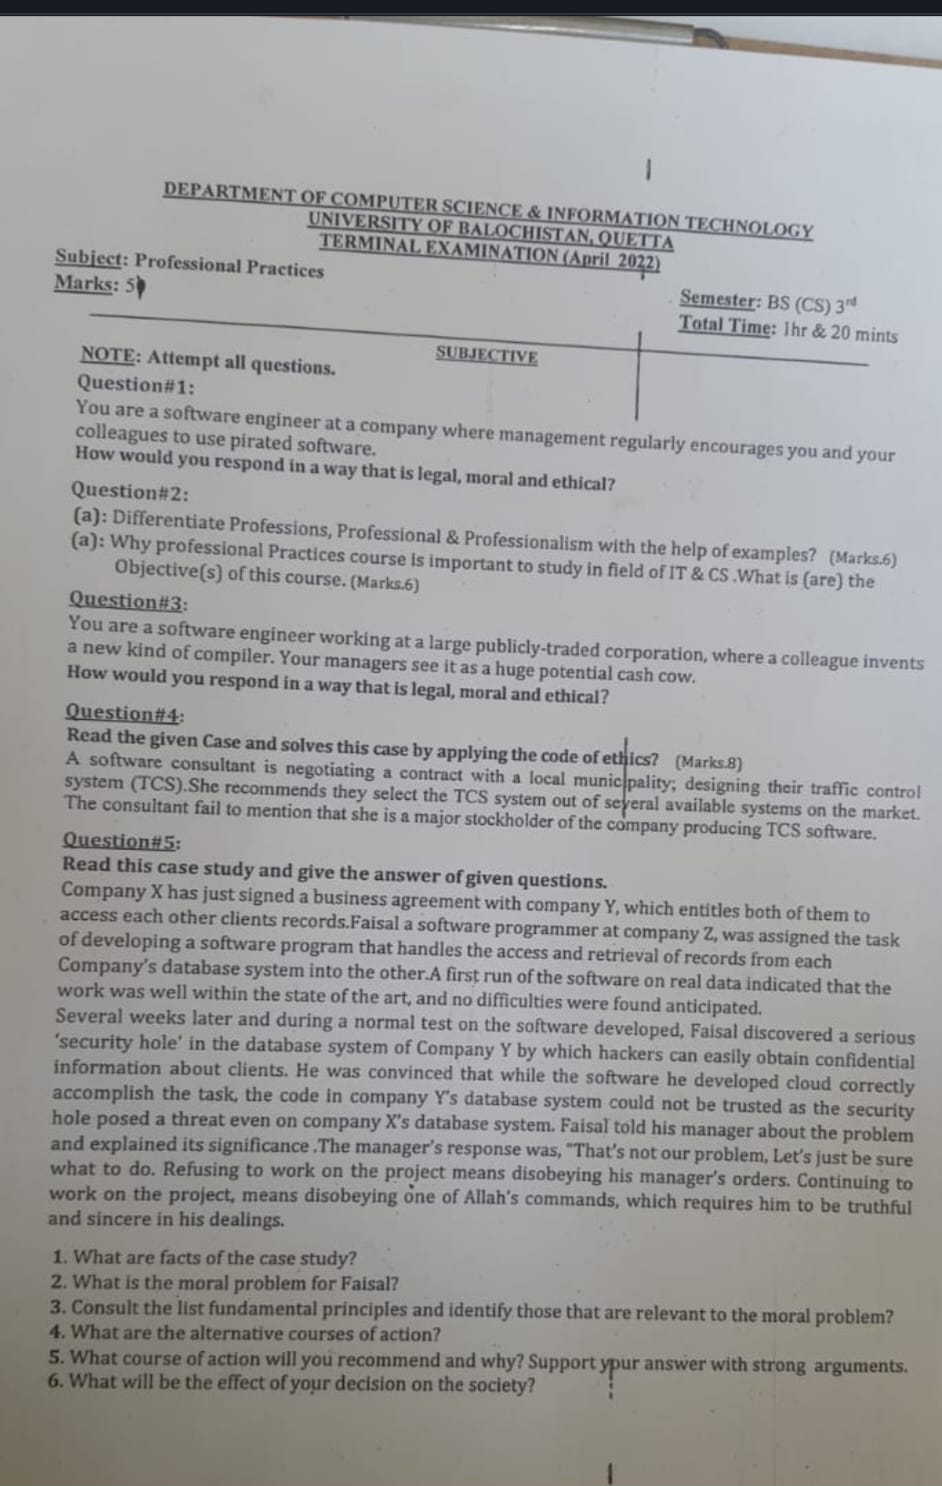 DEPARTMENT OF COMPUTER SCIENCE & INFORMATION TECHNOLOGY
UNIVERSITY OF BALOCHISTAN, QUETTA
TERMINAL EXAMINATION (April 2022)
Subject: Professional Practices
Marks: 5
Semester: BS (CS) 3rd
Total Time: 1hr & 20 mints
SUBJECTIVE
NOTE: Attempt all questions.
Question#1:
You are a software engineer at a company where management regularly encourages you and your
colleagues to use pirated software.
How would you respond in a way that is legal, moral and ethical?
Question#2:
(a): Differentiate Professions, Professional & Professionalism with the help of examples? (Marks.6)
(a): Why professional Practices course is important to study in field of IT & CS .What is (are) the
Objective(s) of this course. (Marks.6)
Question#3:
You are a software engineer working at a large publicly-traded corporation, where a colleague invents
a new kind of compiler. Your managers see it as a huge potential cash cow.
How would you respond in a way that is legal, moral and ethical?
Question#4:
Read the given Case and solves this case by applying the code of ethics? (Marks.8)
A software consultant is negotiating a contract with a local municipality; designing their traffic control
system (TCS).She recommends they select the TCS system out of several available systems on the market.
The consultant fail to mention that she is a major stockholder of the company producing TCS software.
Question#5:
Read this case study and give the answer of given questions.
Company X has just signed a business agreement with company Y, which entitles both of them to
access each other clients records.Faisal a software programmer at company Z, was assigned the task
of developing a software program that handles the access and retrieval of records from each
Company's database system into the other.A first run of the software on real data indicated that the
work was well within the state of the art, and no difficulties were found anticipated.
Several weeks later and during a normal test on the software developed, Faisal discovered a serious
'security hole' in the database system of Company Y by which hackers can easily obtain confidential
information about clients. He was convinced that while the software he developed cloud correctly
accomplish the task, the code in company Y's database system could not be trusted as the security
hole posed a threat even on company X's database system. Faisal told his manager about the problem
and explained its significance .The manager's response was, "That's not our problem, Let's just be sure
what to do. Refusing to work on the project means disobeying his manager's orders. Continuing to
work on the project, means disobeying one of Allah's commands, which requires him to be truthful
and sincere in his dealings.
1. What are facts of the case study?
2. What is the moral problem for Faisal?
3. Consult the list fundamental principles and identify those that are relevant to the moral problem?
4. What are the alternative courses of action?
5. What course of action will you recommend and why? Support your answer with strong arguments.
6. What will be the effect of your decision on the society?